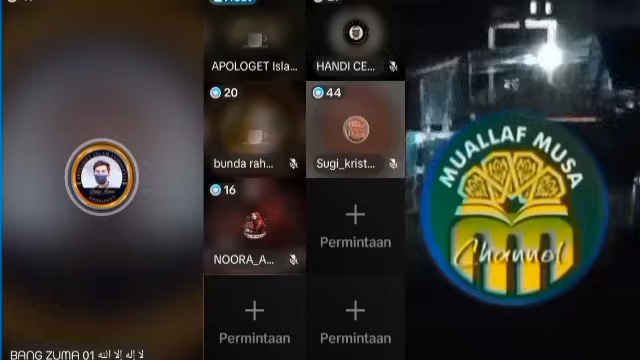 APOLOGET Isla...
HANDI CE...
20
44
bunda rah...
Sugi_krist...
16
NOORA_A...
Permintaan
Permintaan
Permintaan
BANG ZUMA 01 لا إله إلا الله
MUALLAF MUSA
Channel